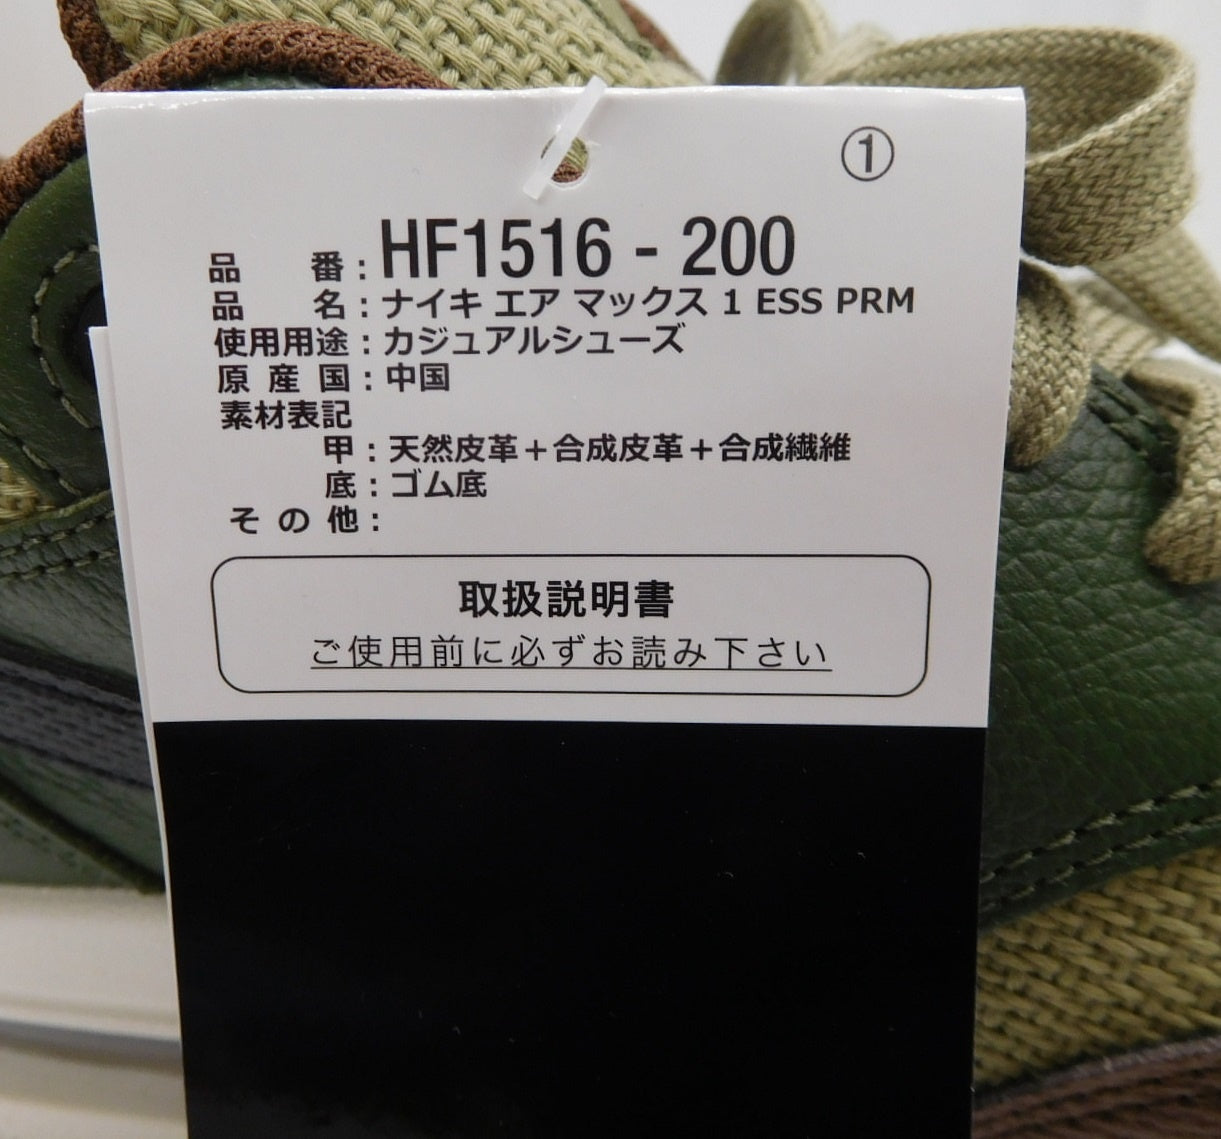 ①
品 番：HF1516 - 200
品 名：ナイキ エア マックス 1 ESS PRM
使用用途：カジュアルシューズ
原 産 国：中国
素材表記
甲：天然皮革＋合成皮革＋合成繊維
底：ゴム底
そ の 他：
取扱説明書
ご使用前に必ずお読み下さい